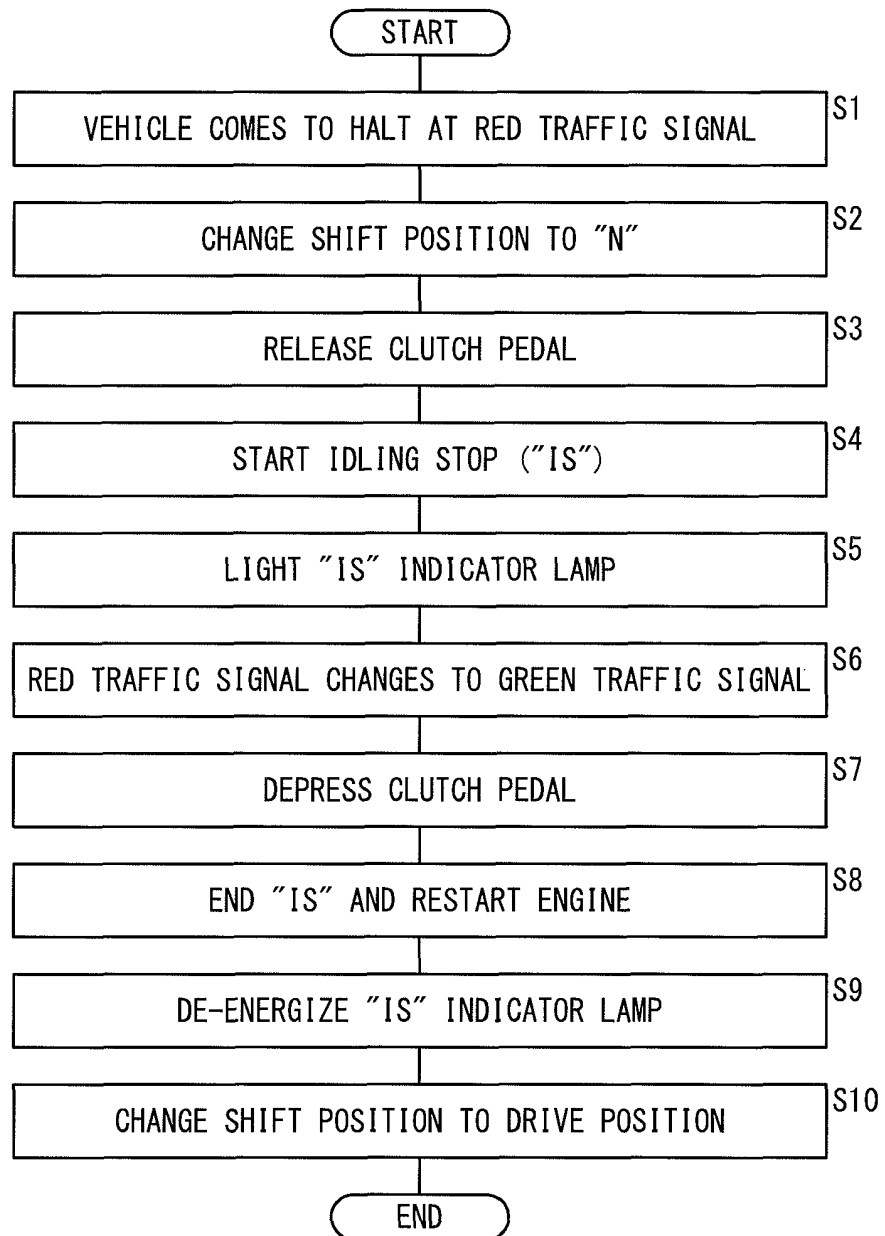 START
S1
VEHICLE COMES TO HALT AT RED TRAFFIC SIGNAL
S2
CHANGE SHIFT POSITION TO "N"
S3
RELEASE CLUTCH PEDAL
S4
START IDLING STOP ("IS")
S5
LIGHT "IS" INDICATOR LAMP
S6
RED TRAFFIC SIGNAL CHANGES TO GREEN TRAFFIC SIGNAL
S7
DEPRESS CLUTCH PEDAL
S8
END "IS" AND RESTART ENGINE
S9
DE-ENERGIZE "IS" INDICATOR LAMP
S10
CHANGE SHIFT POSITION TO DRIVE POSITION
END